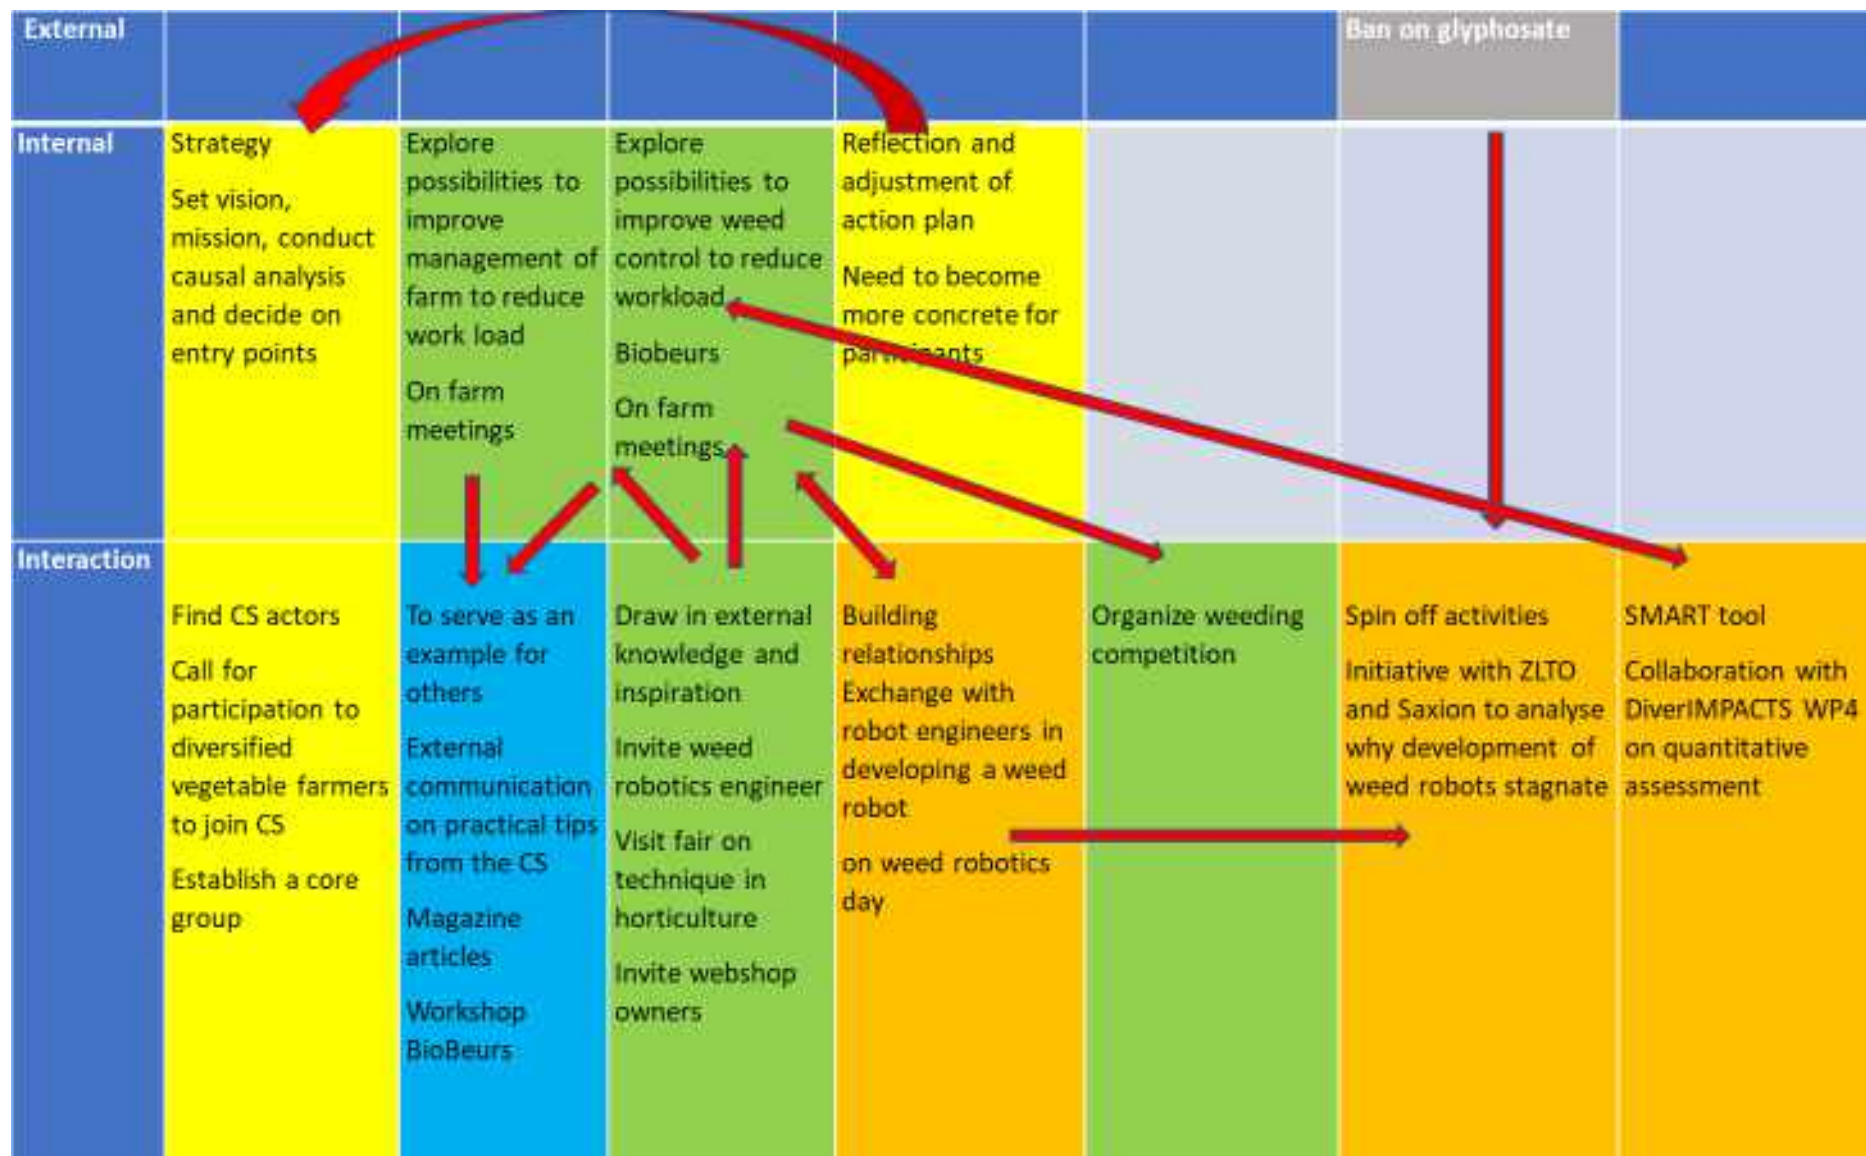 External
Ban on glyphosate
Internal
Strategy
Set vision,
mission, conduct
causal analysis
and decide on
entry points
Explore
possibilities to
improve
management of
farm to reduce
work load
On farm
meetings
Explore
possibilities to
improve weed
control to reduce
workload
Biobeurs
On farm
meetings
Reflection and
adjustment of
action plan
Need to become
more concrete for
participants
Interaction
Find CS actors
Call for
participation to
diversified
vegetable farmers
to join CS
Establish a core
group
To serve as an
example for
others
External
communication
on practical tips
from the CS
Magazine
articles
Workshop
BioBeurs
Draw in external
knowledge and
inspiration
Invite weed
robotics engineer
Visit fair on
technique in
horticulture
Invite webshop
owners
Building
relationships
Exchange with
robot engineers in
developing a weed
robot
on weed robotics
day
Organize weeding
competition
Spin off activities
Initiative with ZLTO
and Saxion to analyse
why development of
weed robots stagnate
SMART tool
Collaboration with
DiverIMPACTS WP4
on quantitative
assessment